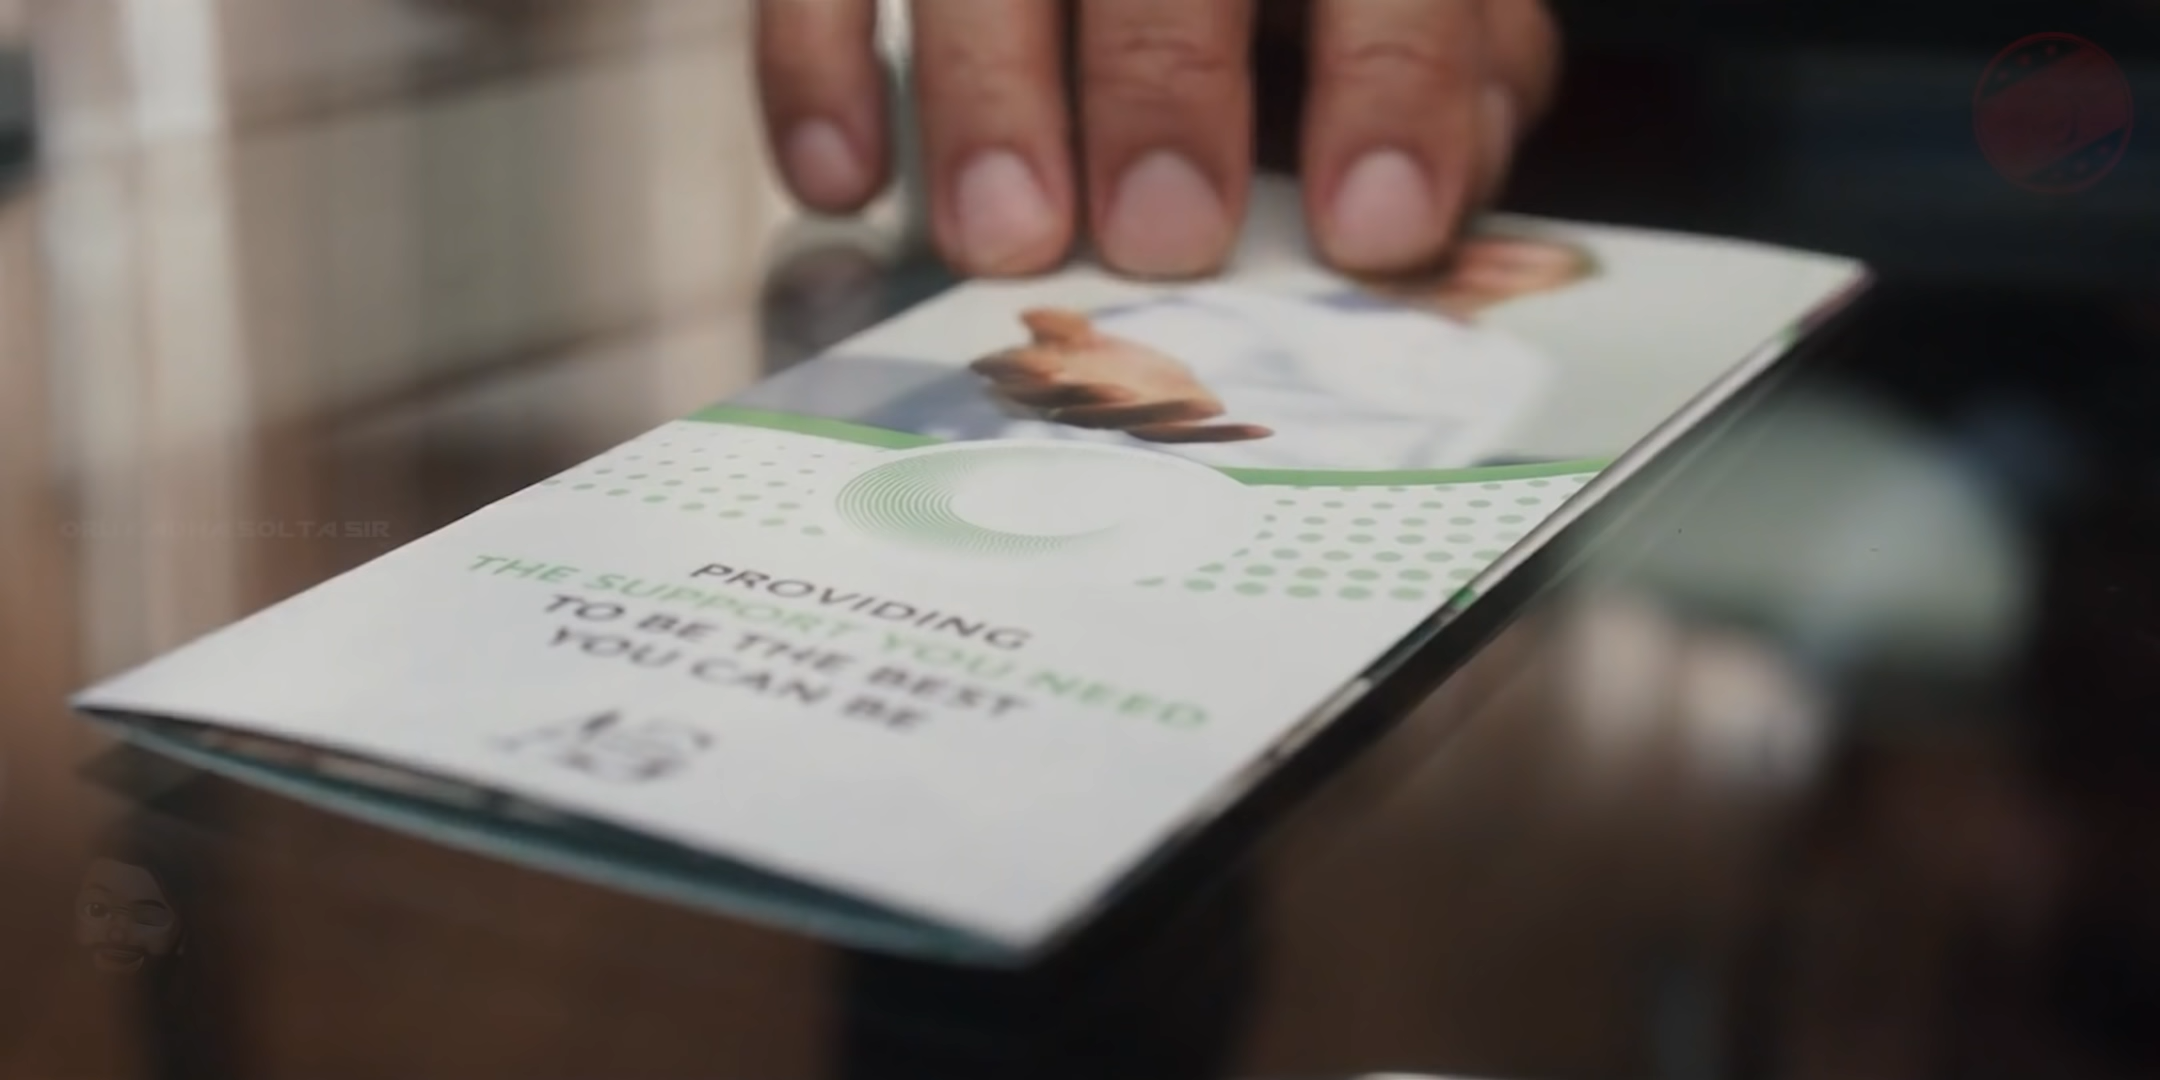 PROVIDING
THE SUPPORT YOU NEED
TO BE THE BEST
YOU CAN BE